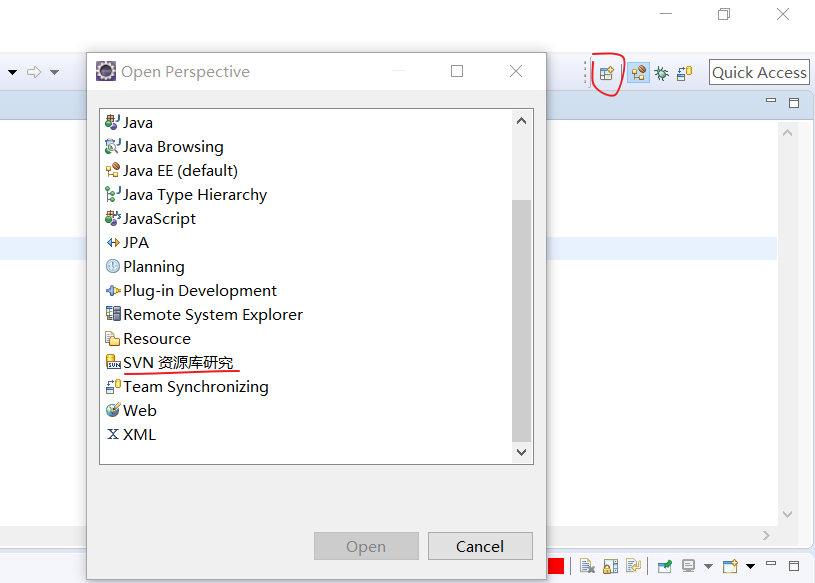 Open Perspective
Quick Access
Java
Java Browsing
Java EE (default)
Java Type Hierarchy
JavaScript
JPA
Planning
Plug-in Development
Remote System Explorer
Resource
SVN 资源库研究
Team Synchronizing
Web
XML
Open
Cancel